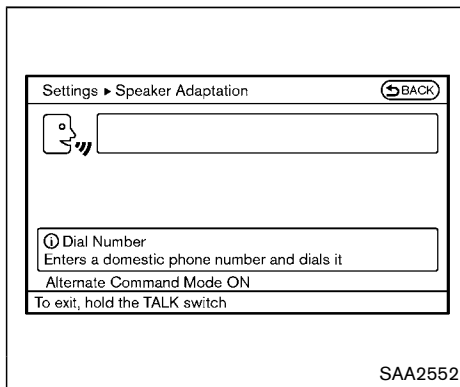 Settings ▸ Speaker Adaptation
BACK
ⓘ Dial Number
Enters a domestic phone number and dials it
Alternate Command Mode ON
To exit, hold the TALK switch
SAA2552